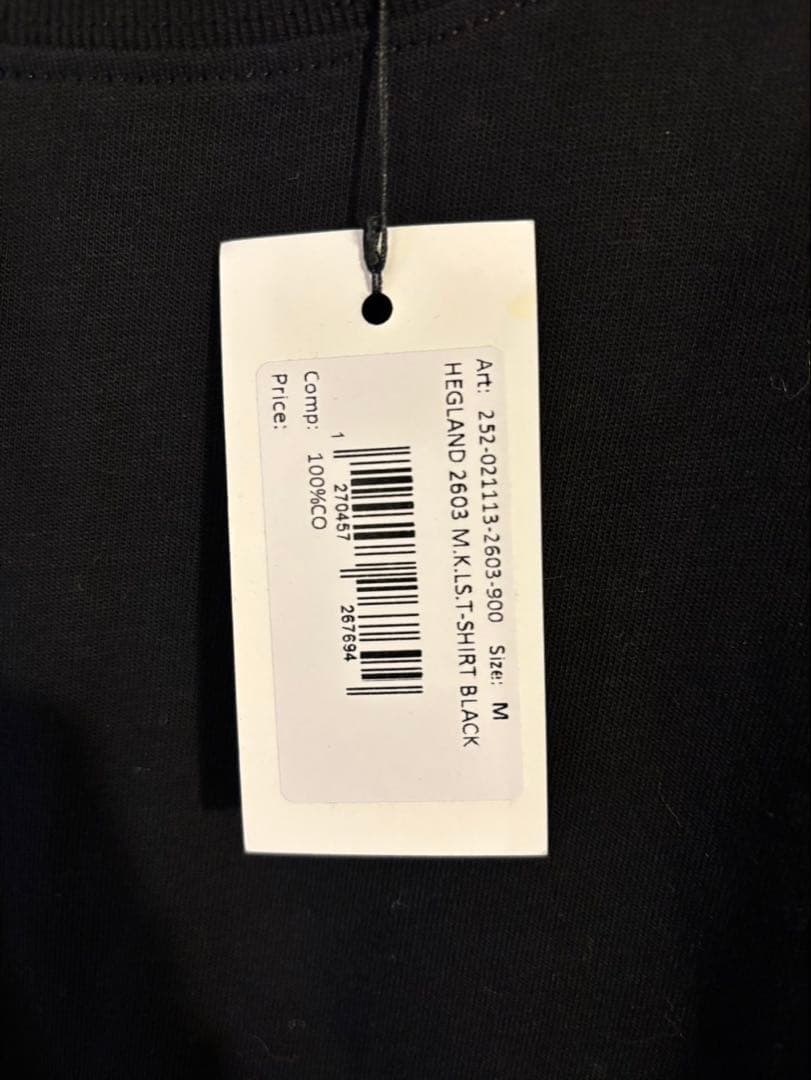 Art: 252-021113-2603-900 Size: M
HEGLAND 2603 M.K.LS.T-SHIRT BLACK
1 270457 267694
Comp: 100%CO
Price: